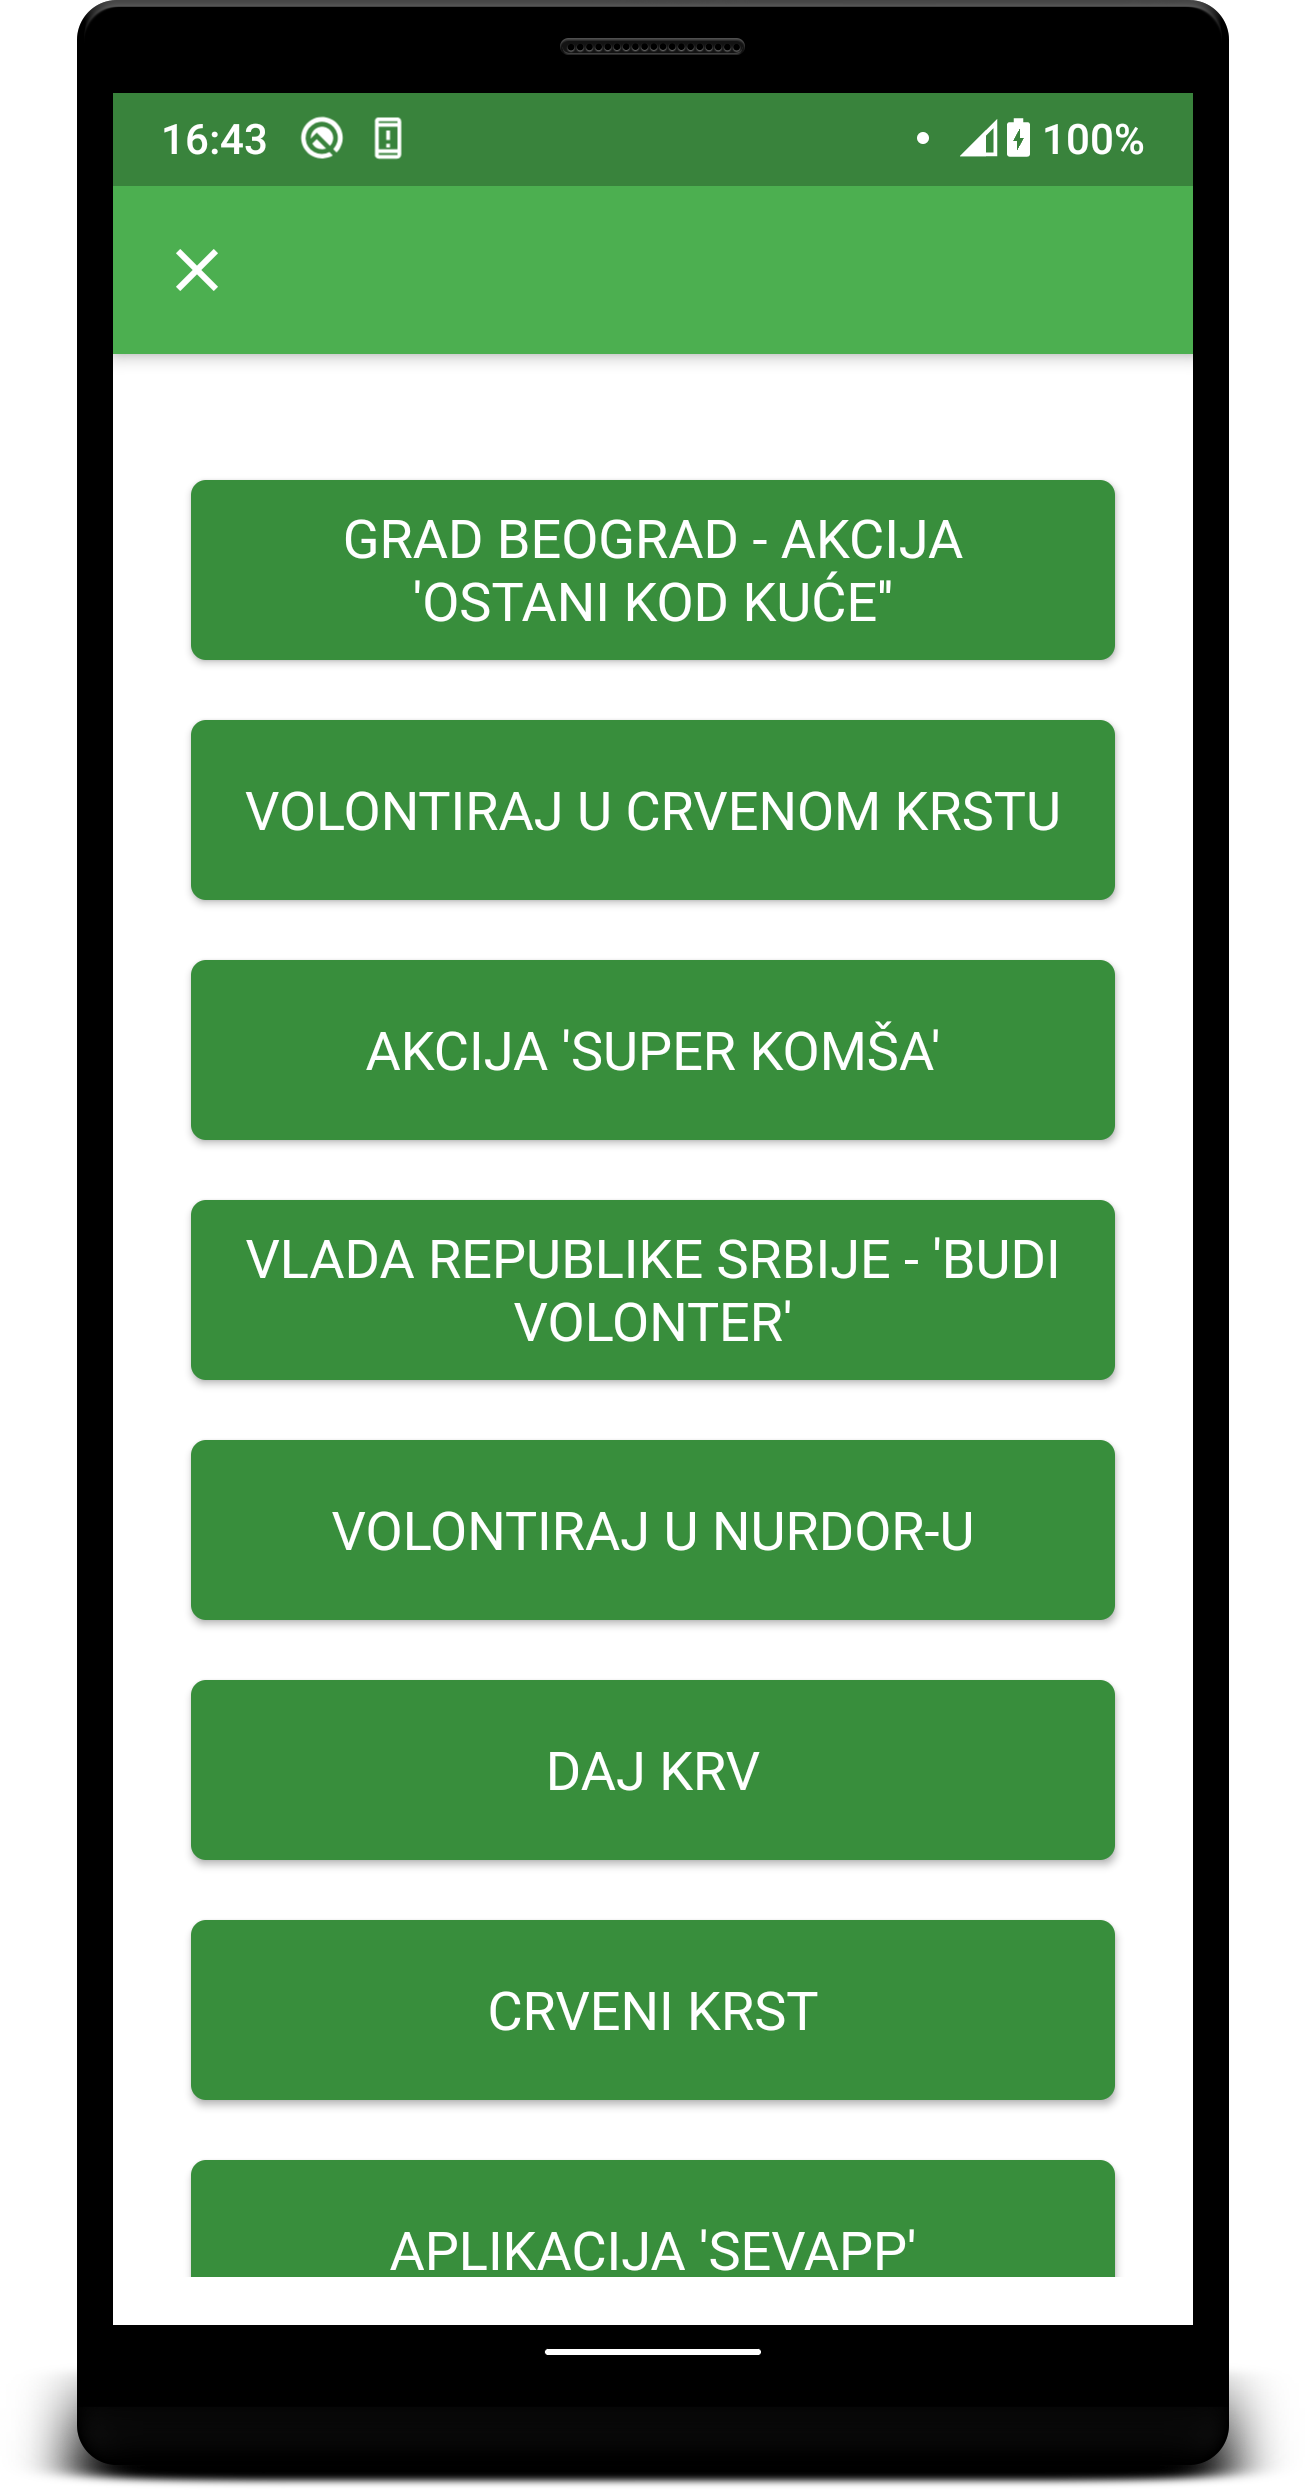 16:43
100%
GRAD BEOGRAD - AKCIJA
'OSTANI KOD KUĆE"
VOLONTIRAJ U CRVENOM KRSTU
AKCIJA 'SUPER KOMŠA'
VLADA REPUBLIKE SRBIJE - 'BUDI
VOLONTER'
VOLONTIRAJ U NURDOR-U
DAJ KRV
CRVENI KRST
APLIKACIJA 'SEVAPP'